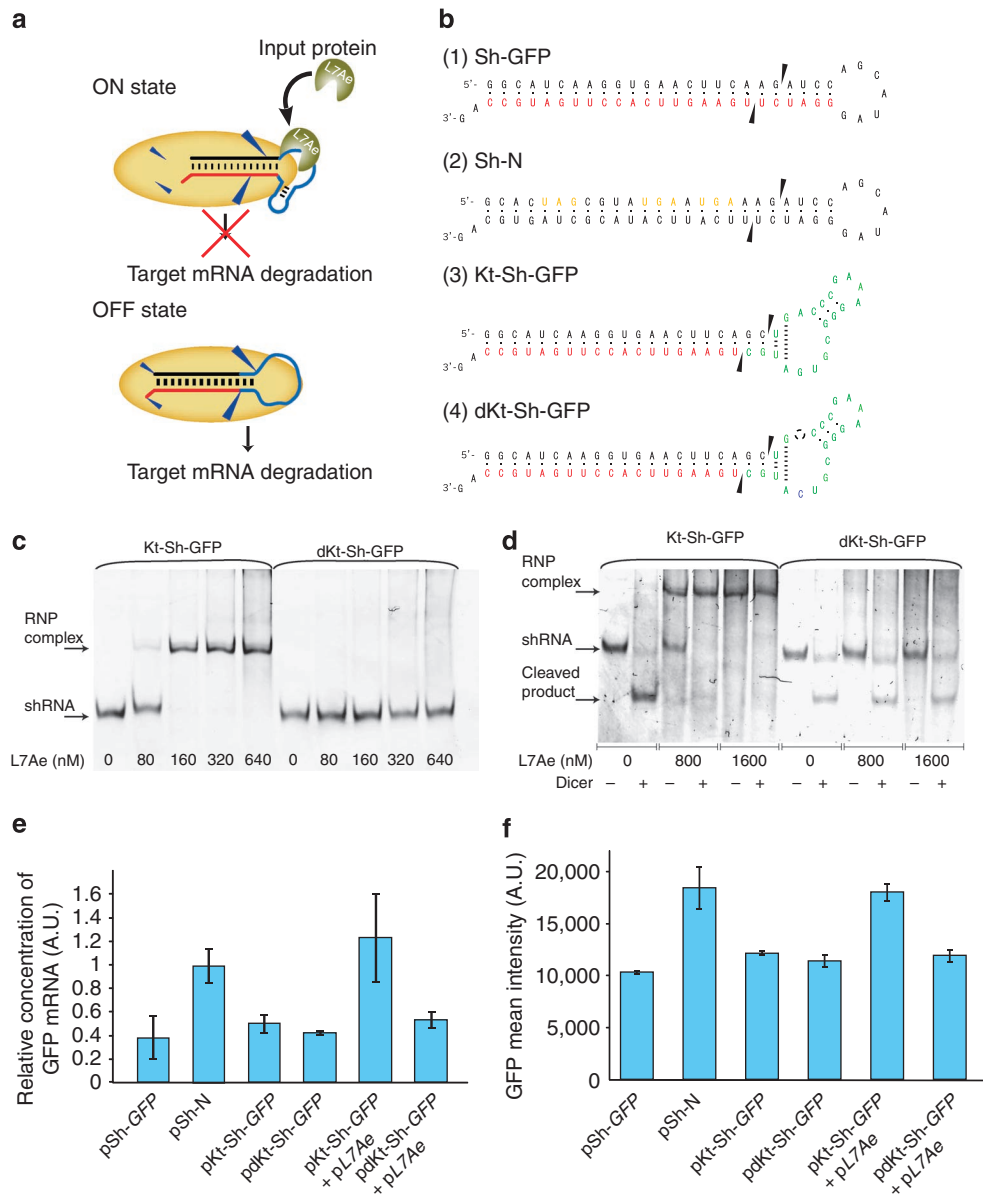 a
Input protein
L7Ae
ON state
L7Ae
Target mRNA degradation
OFF state
Target mRNA degradation
b
(1) Sh-GFP
5'- G G C A U C A A G G U G A A C U U C A A G A U C C A G C A
3'-G A C C G U A G U U C C A C U U G A A G U U C U A G G G A U
(2) Sh-N
5'- G C A C U A G C G U A U G A A U G A A A G A U C C A G C A
3'-G A C G U G A U C G C A U A C U U A C U U U C U A G G G A U
(3) Kt-Sh-GFP
5'- G G C A U C A A G G U G A A C U U C A G C U G A C C C G A A A
3'-G A C C G U A G U U C C A C U U G A A G U C G U A G U G C G G G G
(4) dKt-Sh-GFP
5'- G G C A U C A A G G U G A A C U U C A G C U G C C C G A A A
3'-G A C C G U A G U U C C A C U U G A A G U C G U A C U G C G G G
c
Kt-Sh-GFP dKt-Sh-GFP
RNP
complex
shRNA
L7Ae (nM) 0 80 160 320 640 0 80 160 320 640
d
Kt-Sh-GFP dKt-Sh-GFP
RNP
complex
shRNA
Cleaved
product
L7Ae (nM) 0 800 1600 0 800 1600
Dicer − + − + − + − + − + − +
e
Relative concentration of
GFP mRNA (A.U.)
1.6
1.4
1.2
1
0.8
0.6
0.4
0.2
0
pSh-GFP
pSh-N
pKt-Sh-GFP
pdKt-Sh-GFP
pKt-Sh-GFP
+ pL7Ae
pdKt-Sh-GFP
+ pL7Ae
f
GFP mean intensity (A.U.)
20,000
15,000
10,000
5,000
0
pSh-GFP
pSh-N
pKt-Sh-GFP
pdKt-Sh-GFP
pKt-Sh-GFP
+ pL7Ae
pdKt-Sh-GFP
+ pL7Ae